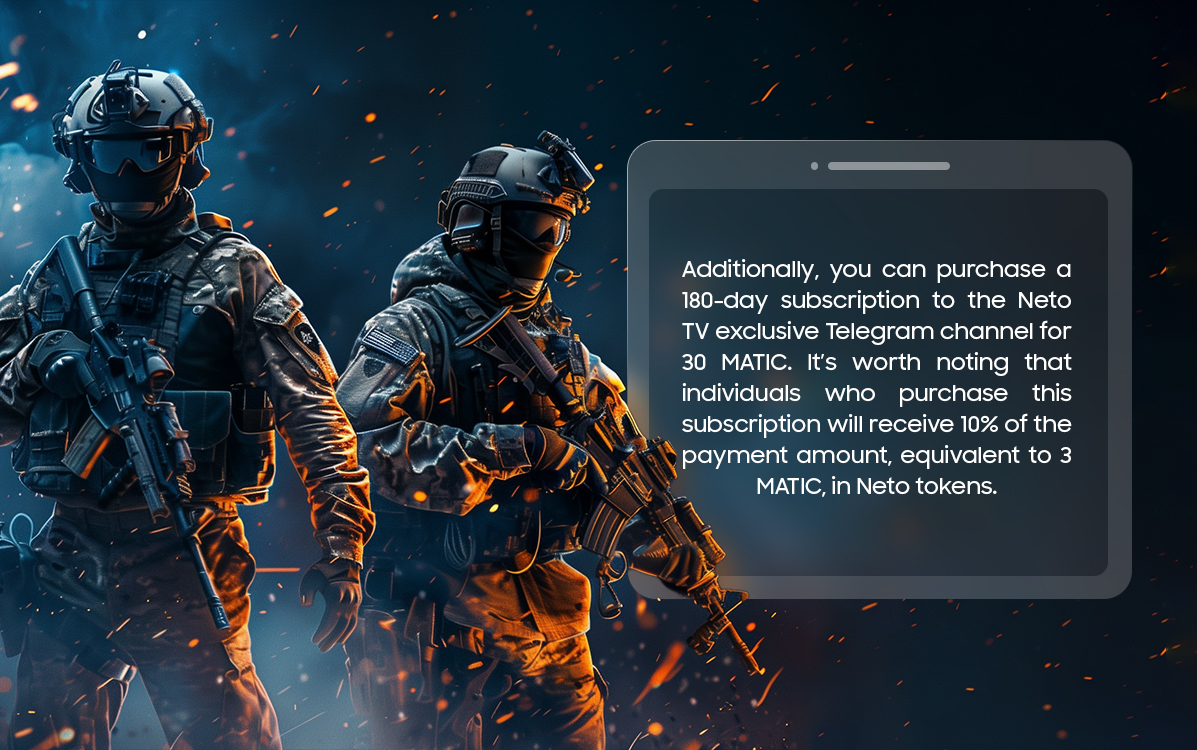 Additionally, you can purchase a
180-day subscription to the Neto
TV exclusive Telegram channel for
30 MATIC. It's worth noting that
individuals who purchase this
subscription will receive 10% of the
payment amount, equivalent to 3
MATIC, in Neto tokens.